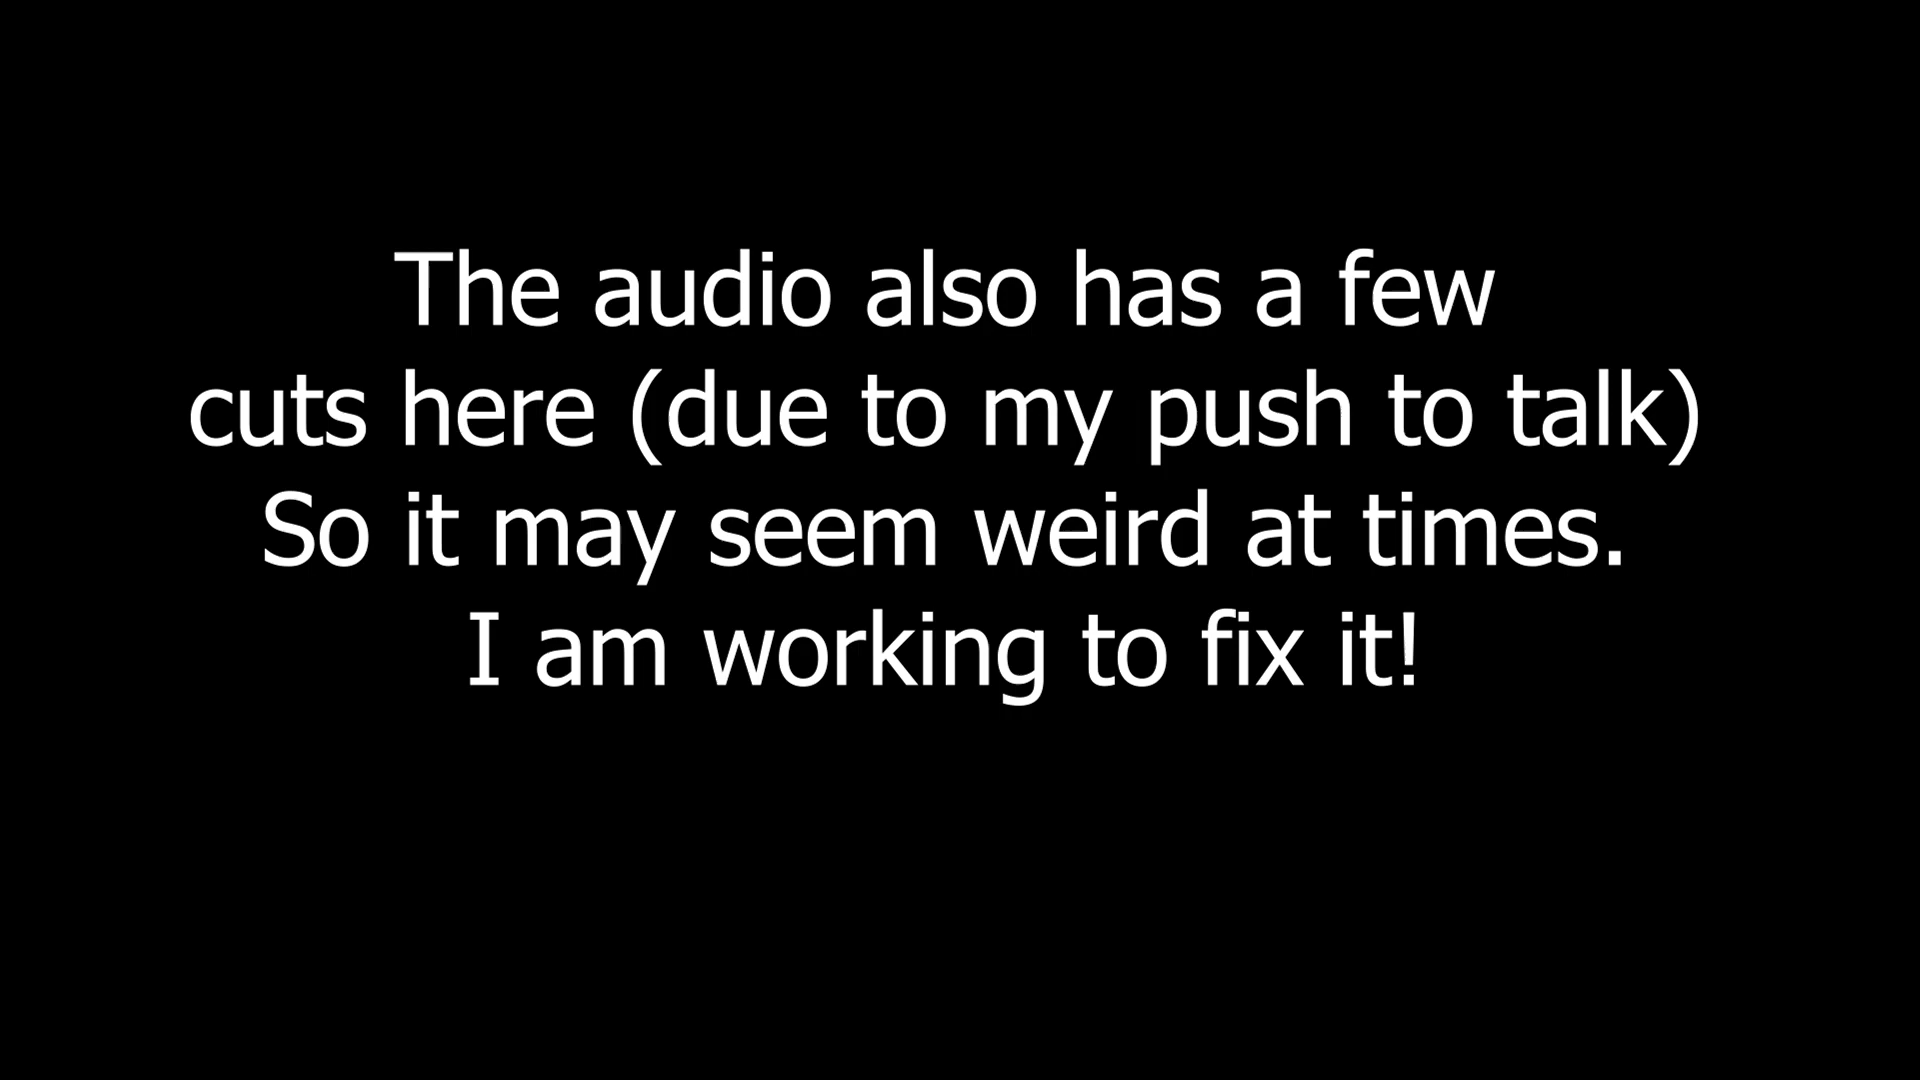 The audio also has a few
cuts here (due to my push to talk)
So it may seem weird at times.
I am working to fix it!